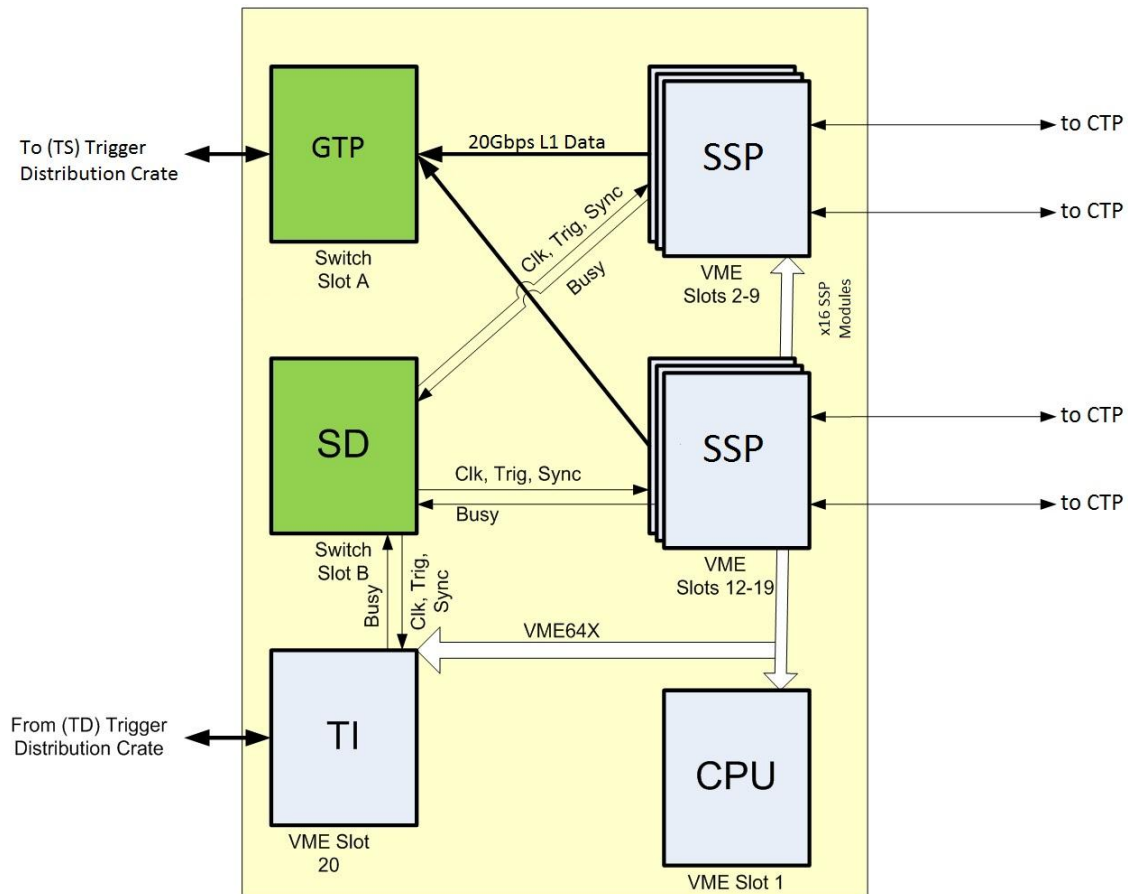 GTP
Switch
Slot A
To (TS) Trigger
Distribution Crate
20Gbps L1 Data
SSP
VME
Slots 2-9
to CTP
to CTP
Clk, Trig, Sync
Busy
x16 SSP
Modules
SD
Switch
Slot B
Clk, Trig, Sync
Busy
SSP
VME
Slots 12-19
to CTP
to CTP
Busy
Clk, Trig,
Sync
VME64X
From (TD) Trigger
Distribution Crate
TI
VME Slot
20
CPU
VME Slot 1